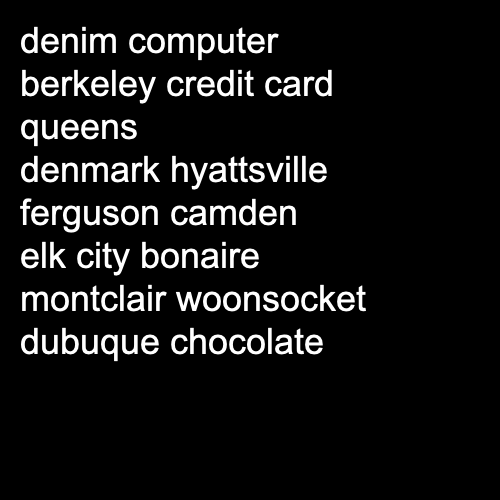 denim computer
berkeley credit card
queens
denmark hyattsville
ferguson camden
elk city bonaire
montclair woonsocket
dubuque chocolate